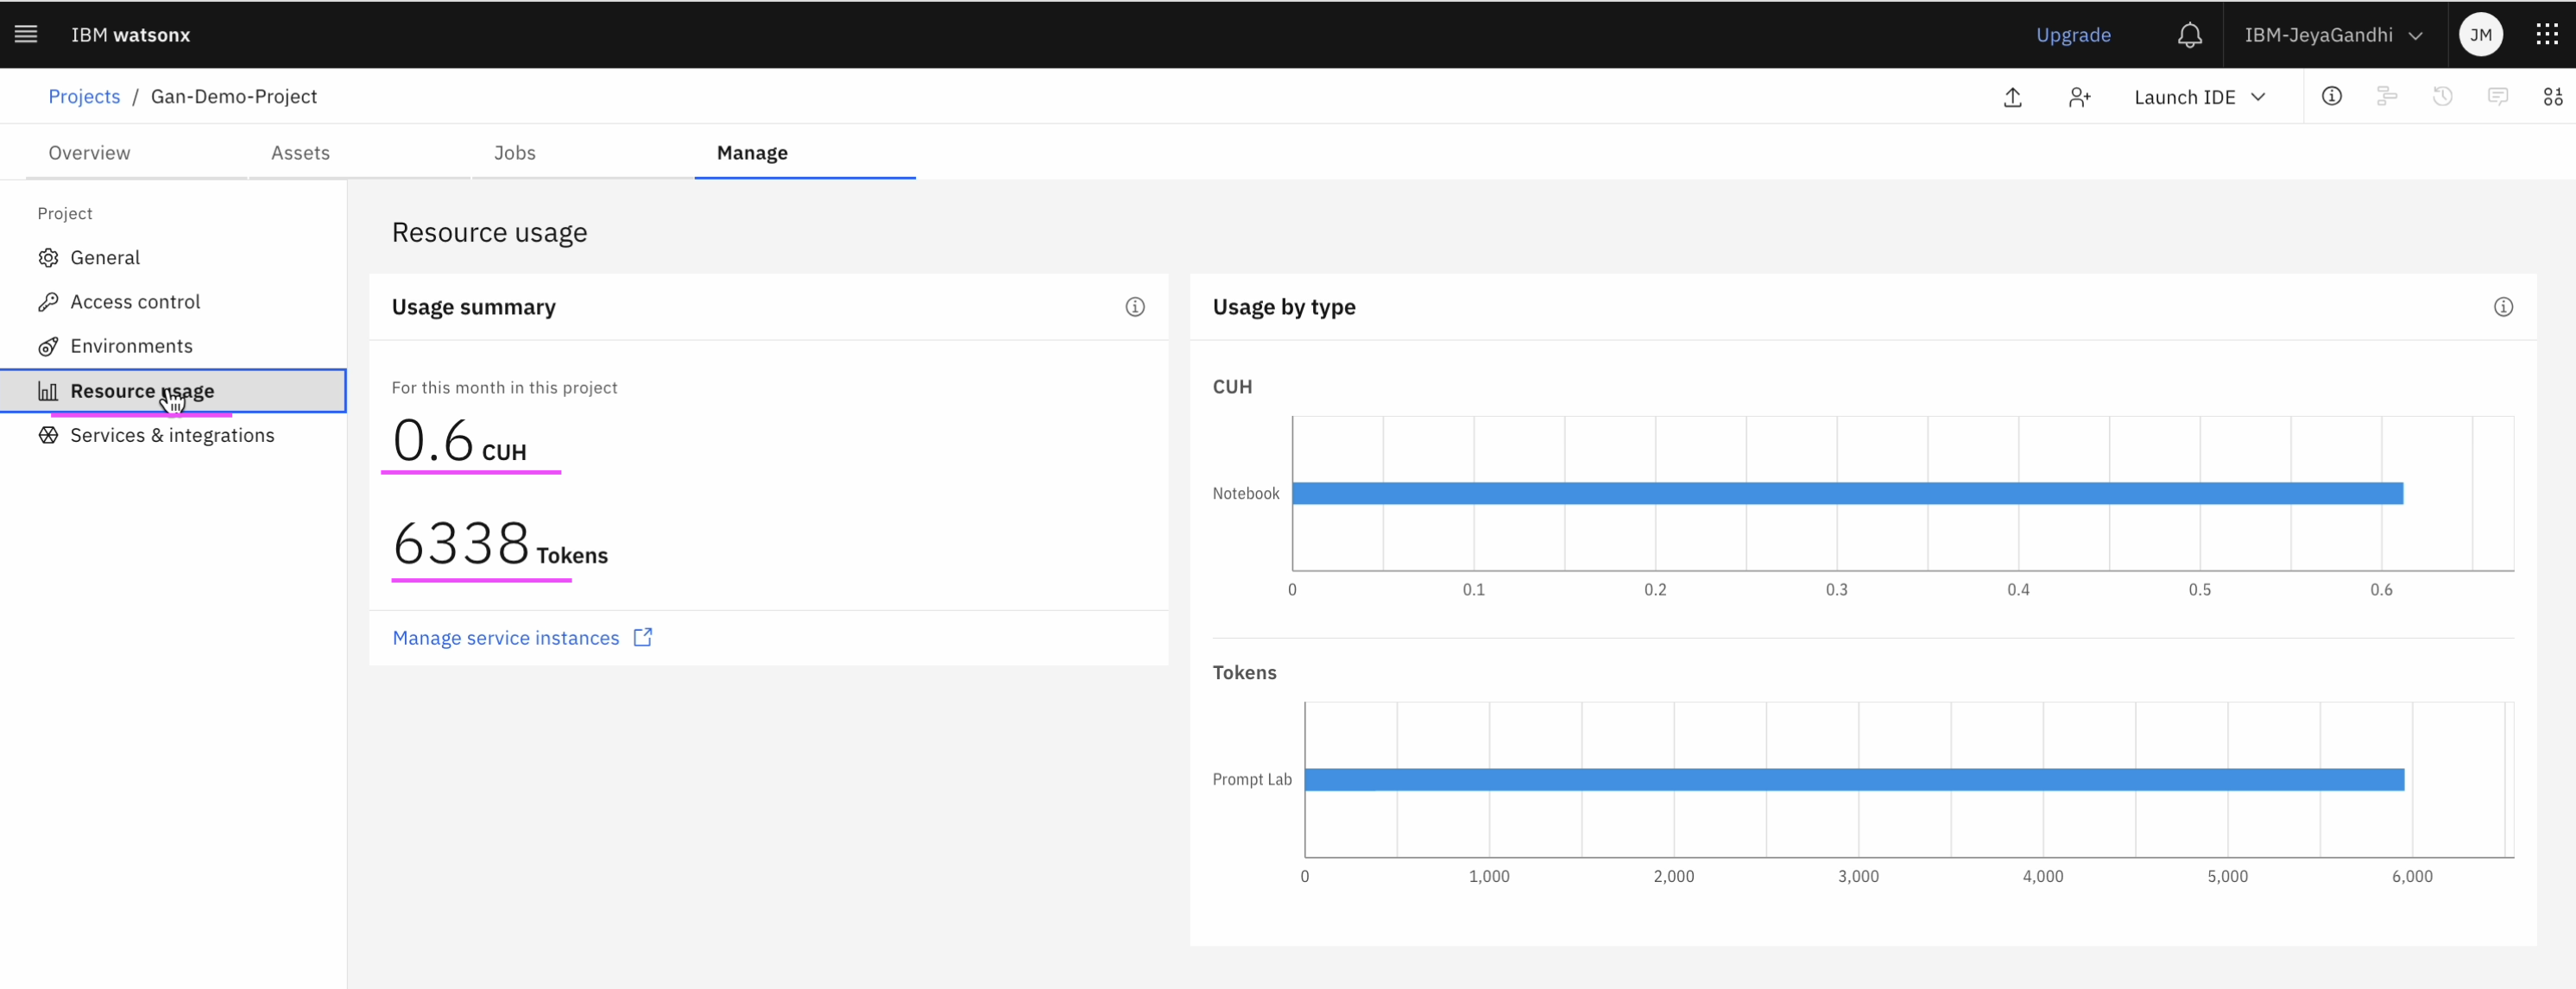 IBM watsonx
Upgrade
IBM-JeyaGandhi
JM
Projects / Gan-Demo-Project
Launch IDE
Overview
Assets
Jobs
Manage
Project
General
Access control
Environments
Resource usage
Services & integrations
Resource usage
Usage summary
For this month in this project
0.6 CUH
6338 Tokens
Manage service instances
Usage by type
CUH
Notebook
0 0.1 0.2 0.3 0.4 0.5 0.6
Tokens
Prompt Lab
0 1,000 2,000 3,000 4,000 5,000 6,000